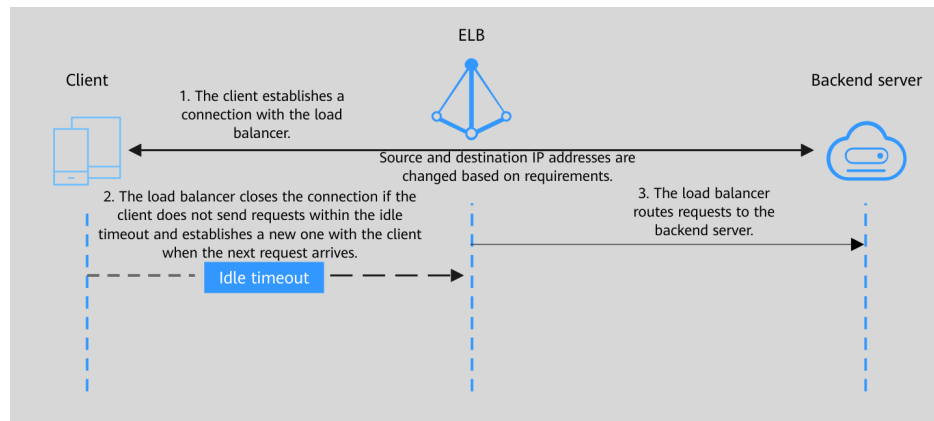 ELB
Client
Backend server
1. The client establishes a
connection with the load
balancer.
Source and destination IP addresses are
changed based on requirements.
2. The load balancer closes the connection if the
client does not send requests within the idle
timeout and establishes a new one with the client
when the next request arrives.
3. The load balancer
routes requests to the
backend server.
Idle timeout